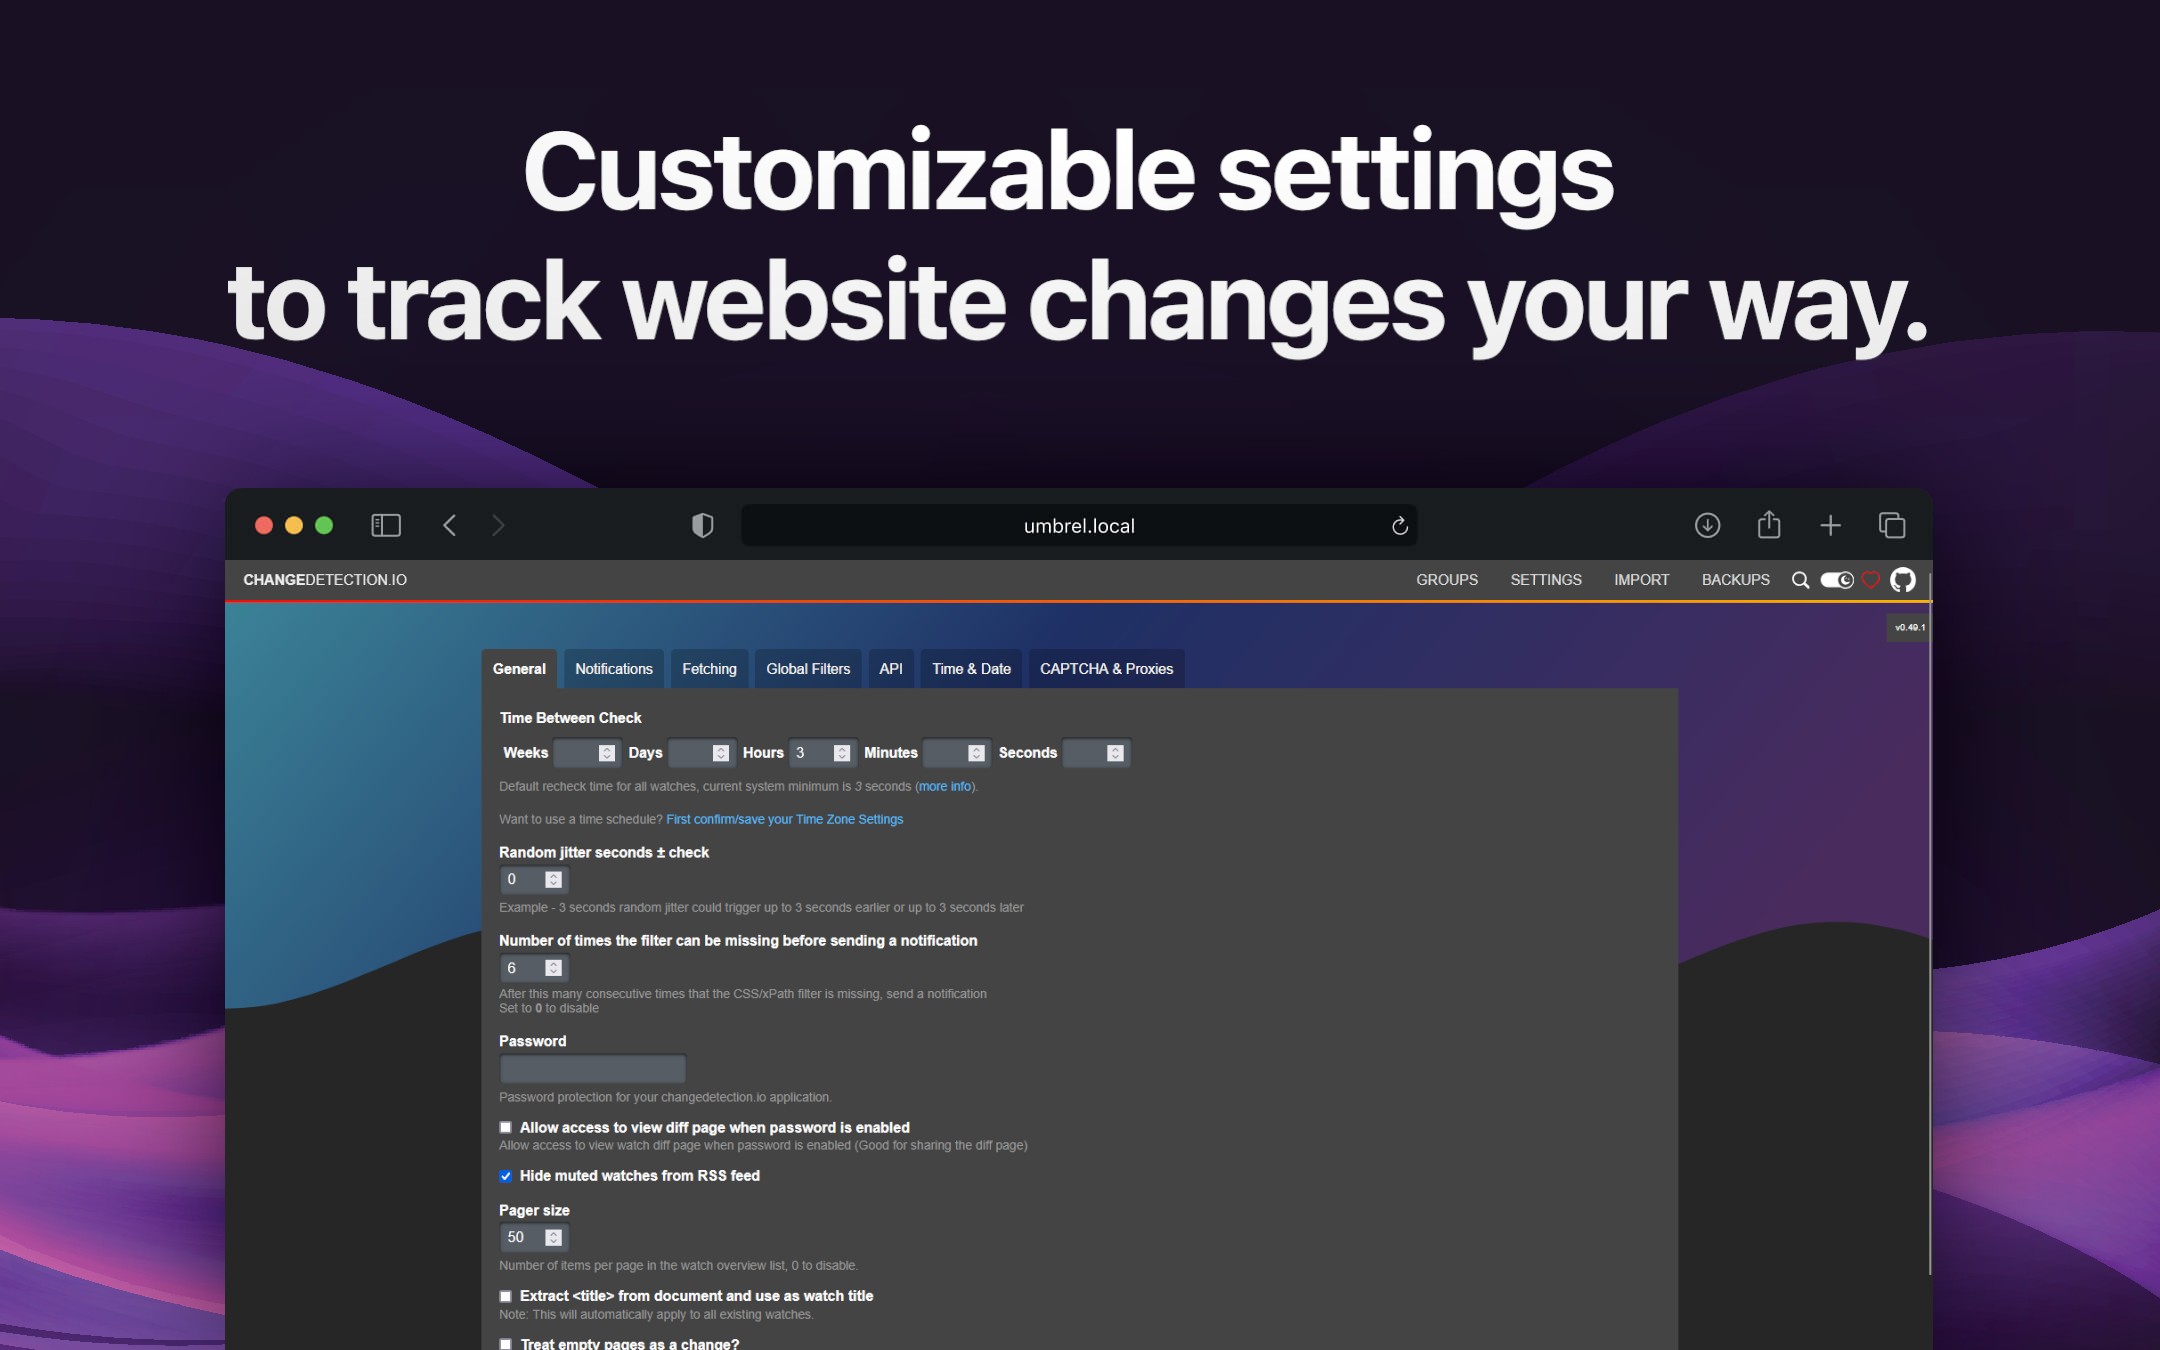 Customizable settings
to track website changes your way.
umbrel.local
CHANGEDETECTION.IO
GROUPS SETTINGS IMPORT BACKUPS
v0.49.1
General Notifications Fetching Global Filters API Time & Date CAPTCHA & Proxies
Time Between Check
Weeks Days Hours 3 Minutes Seconds
Default recheck time for all watches, current system minimum is 3 seconds (more info).
Want to use a time schedule? First confirm/save your Time Zone Settings
Random jitter seconds ± check
0
Example - 3 seconds random jitter could trigger up to 3 seconds earlier or up to 3 seconds later
Number of times the filter can be missing before sending a notification
6
After this many consecutive times that the CSS/xPath filter is missing, send a notification
Set to 0 to disable
Password
Password protection for your changedetection.io application.
Allow access to view diff page when password is enabled
Allow access to view watch diff page when password is enabled (Good for sharing the diff page)
Hide muted watches from RSS feed
Pager size
50
Number of items per page in the watch overview list, 0 to disable.
Extract <title> from document and use as watch title
Note: This will automatically apply to all existing watches.
Treat empty pages as a change?